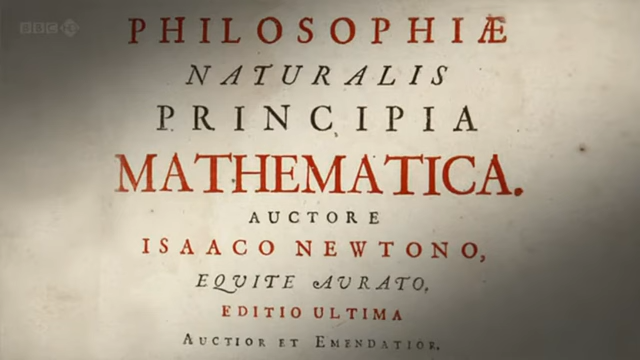 BBC
PHILOSOPHIÆ
NATURALIS
PRINCIPIA
MATHEMATICA.
AUCTORE
ISAACO NEWTONO,
EQUITE AURATO,
EDITIO ULTIMA
AUCTIOR ET EMENDATIOR.